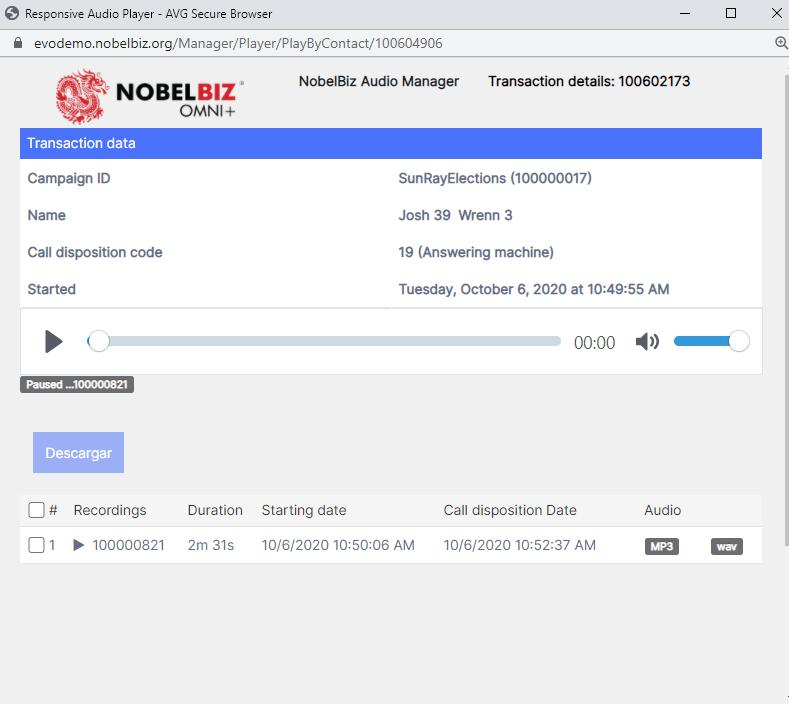 Responsive Audio Player - AVG Secure Browser
evodemo.nobelbiz.org/Manager/Player/PlayByContact/100604906
NOBELBIZ® OMNI+ NobelBiz Audio Manager Transaction details: 100602173
Transaction data
Campaign ID SunRayElections (100000017)
Name Josh 39 Wrenn 3
Call disposition code 19 (Answering machine)
Started Tuesday, October 6, 2020 at 10:49:55 AM
00:00
Paused ...100000821
Descargar
# Recordings Duration Starting date Call disposition Date Audio
1 100000821 2m 31s 10/6/2020 10:50:06 AM 10/6/2020 10:52:37 AM MP3 wav